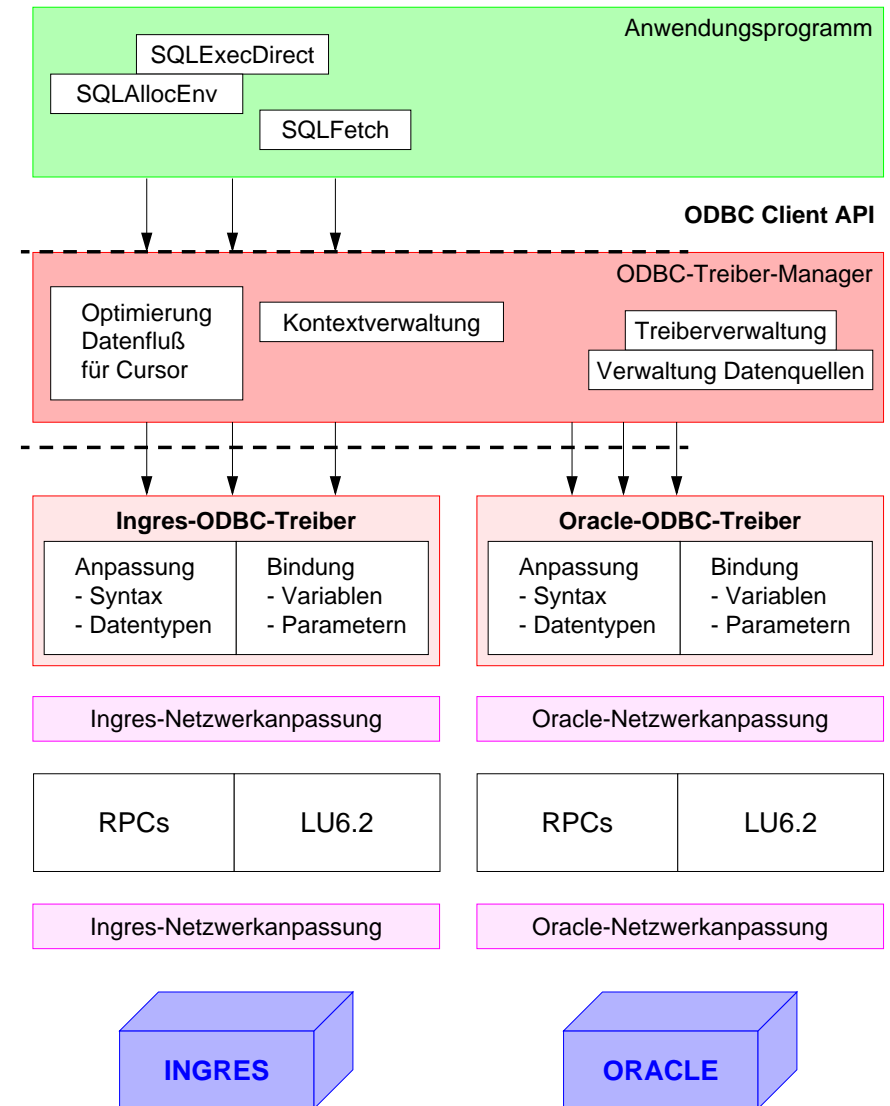 Anwendungsprogramm
SQLExecDirect
SQLAllocEnv
SQLFetch
ODBC Client API
ODBC-Treiber-Manager
Optimierung
Datenfluß
für Cursor
Kontextverwaltung
Treiberverwaltung
Verwaltung Datenquellen
Ingres-ODBC-Treiber
Anpassung
- Syntax
- Datentypen
Bindung
- Variablen
- Parametern
Oracle-ODBC-Treiber
Anpassung
- Syntax
- Datentypen
Bindung
- Variablen
- Parametern
Ingres-Netzwerkanpassung
Oracle-Netzwerkanpassung
RPCs
LU6.2
RPCs
LU6.2
Ingres-Netzwerkanpassung
Oracle-Netzwerkanpassung
INGRES
ORACLE